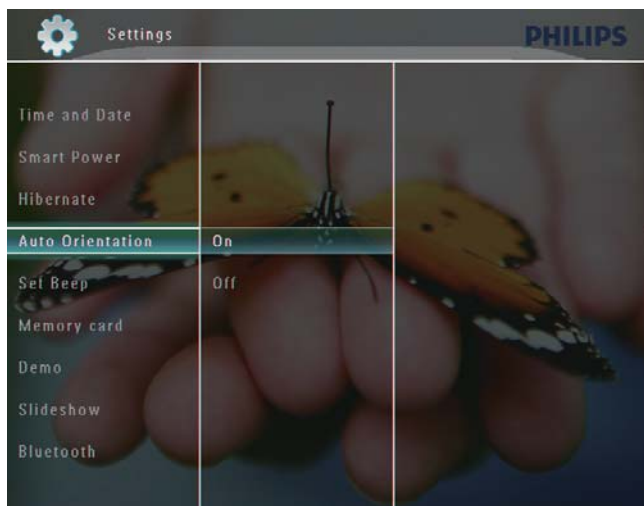 Settings
PHILIPS
Time and Date
Smart Power
Hibernate
Auto Orientation
On
Set Beep
Off
Memory card
Demo
Slideshow
Bluetooth